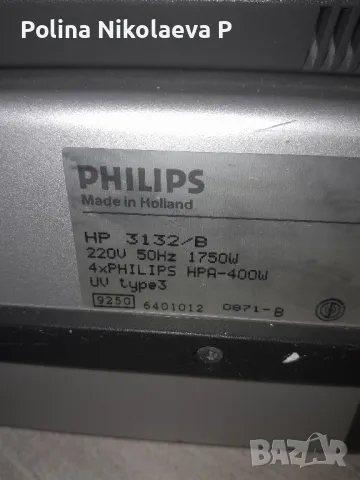 Polina Nikolaeva P
PHILIPS
Made in Holland
HP 3132/B
220V 50Hz 1750W
4xPHILIPS HPA-400W
UV type3
9250 6401012 0871-B
BAZAR